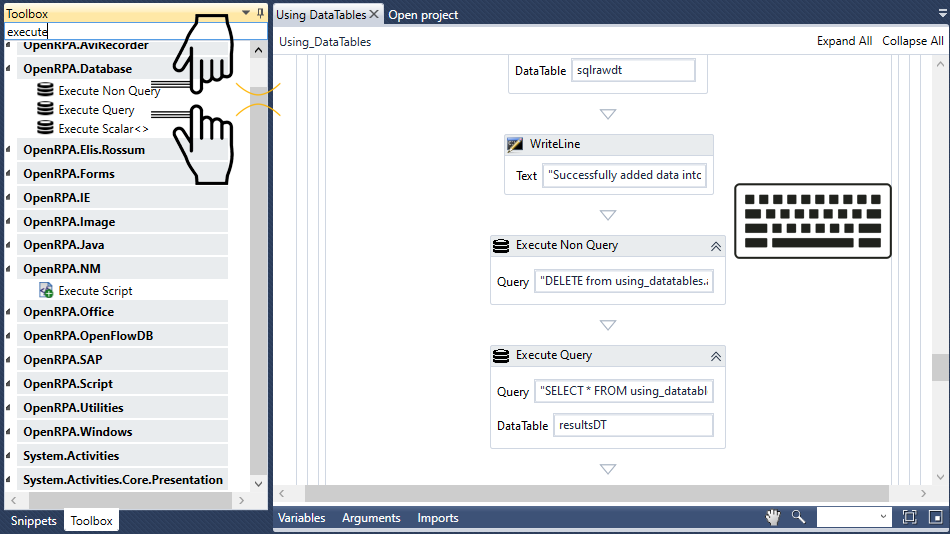 Toolbox
execute
OpenRPA.AviRecorder
OpenRPA.Database
Execute Non Query
Execute Query
Execute Scalar<>
OpenRPA.Elis.Rossum
OpenRPA.Forms
OpenRPA.IE
OpenRPA.Image
OpenRPA.Java
OpenRPA.NM
Execute Script
OpenRPA.Office
OpenRPA.OpenFlowDB
OpenRPA.SAP
OpenRPA.Script
OpenRPA.Utilities
OpenRPA.Windows
System.Activities
System.Activities.Core.Presentation
Snippets Toolbox
Using DataTables Open project
Using_DataTables Expand All Collapse All
DataTable sqlrawdt
WriteLine
Text "Successfully added data intc
Execute Non Query
Query "DELETE from using_datatables.a
Execute Query
Query "SELECT * FROM using_datatabl
DataTable resultsDT
Variables Arguments Imports